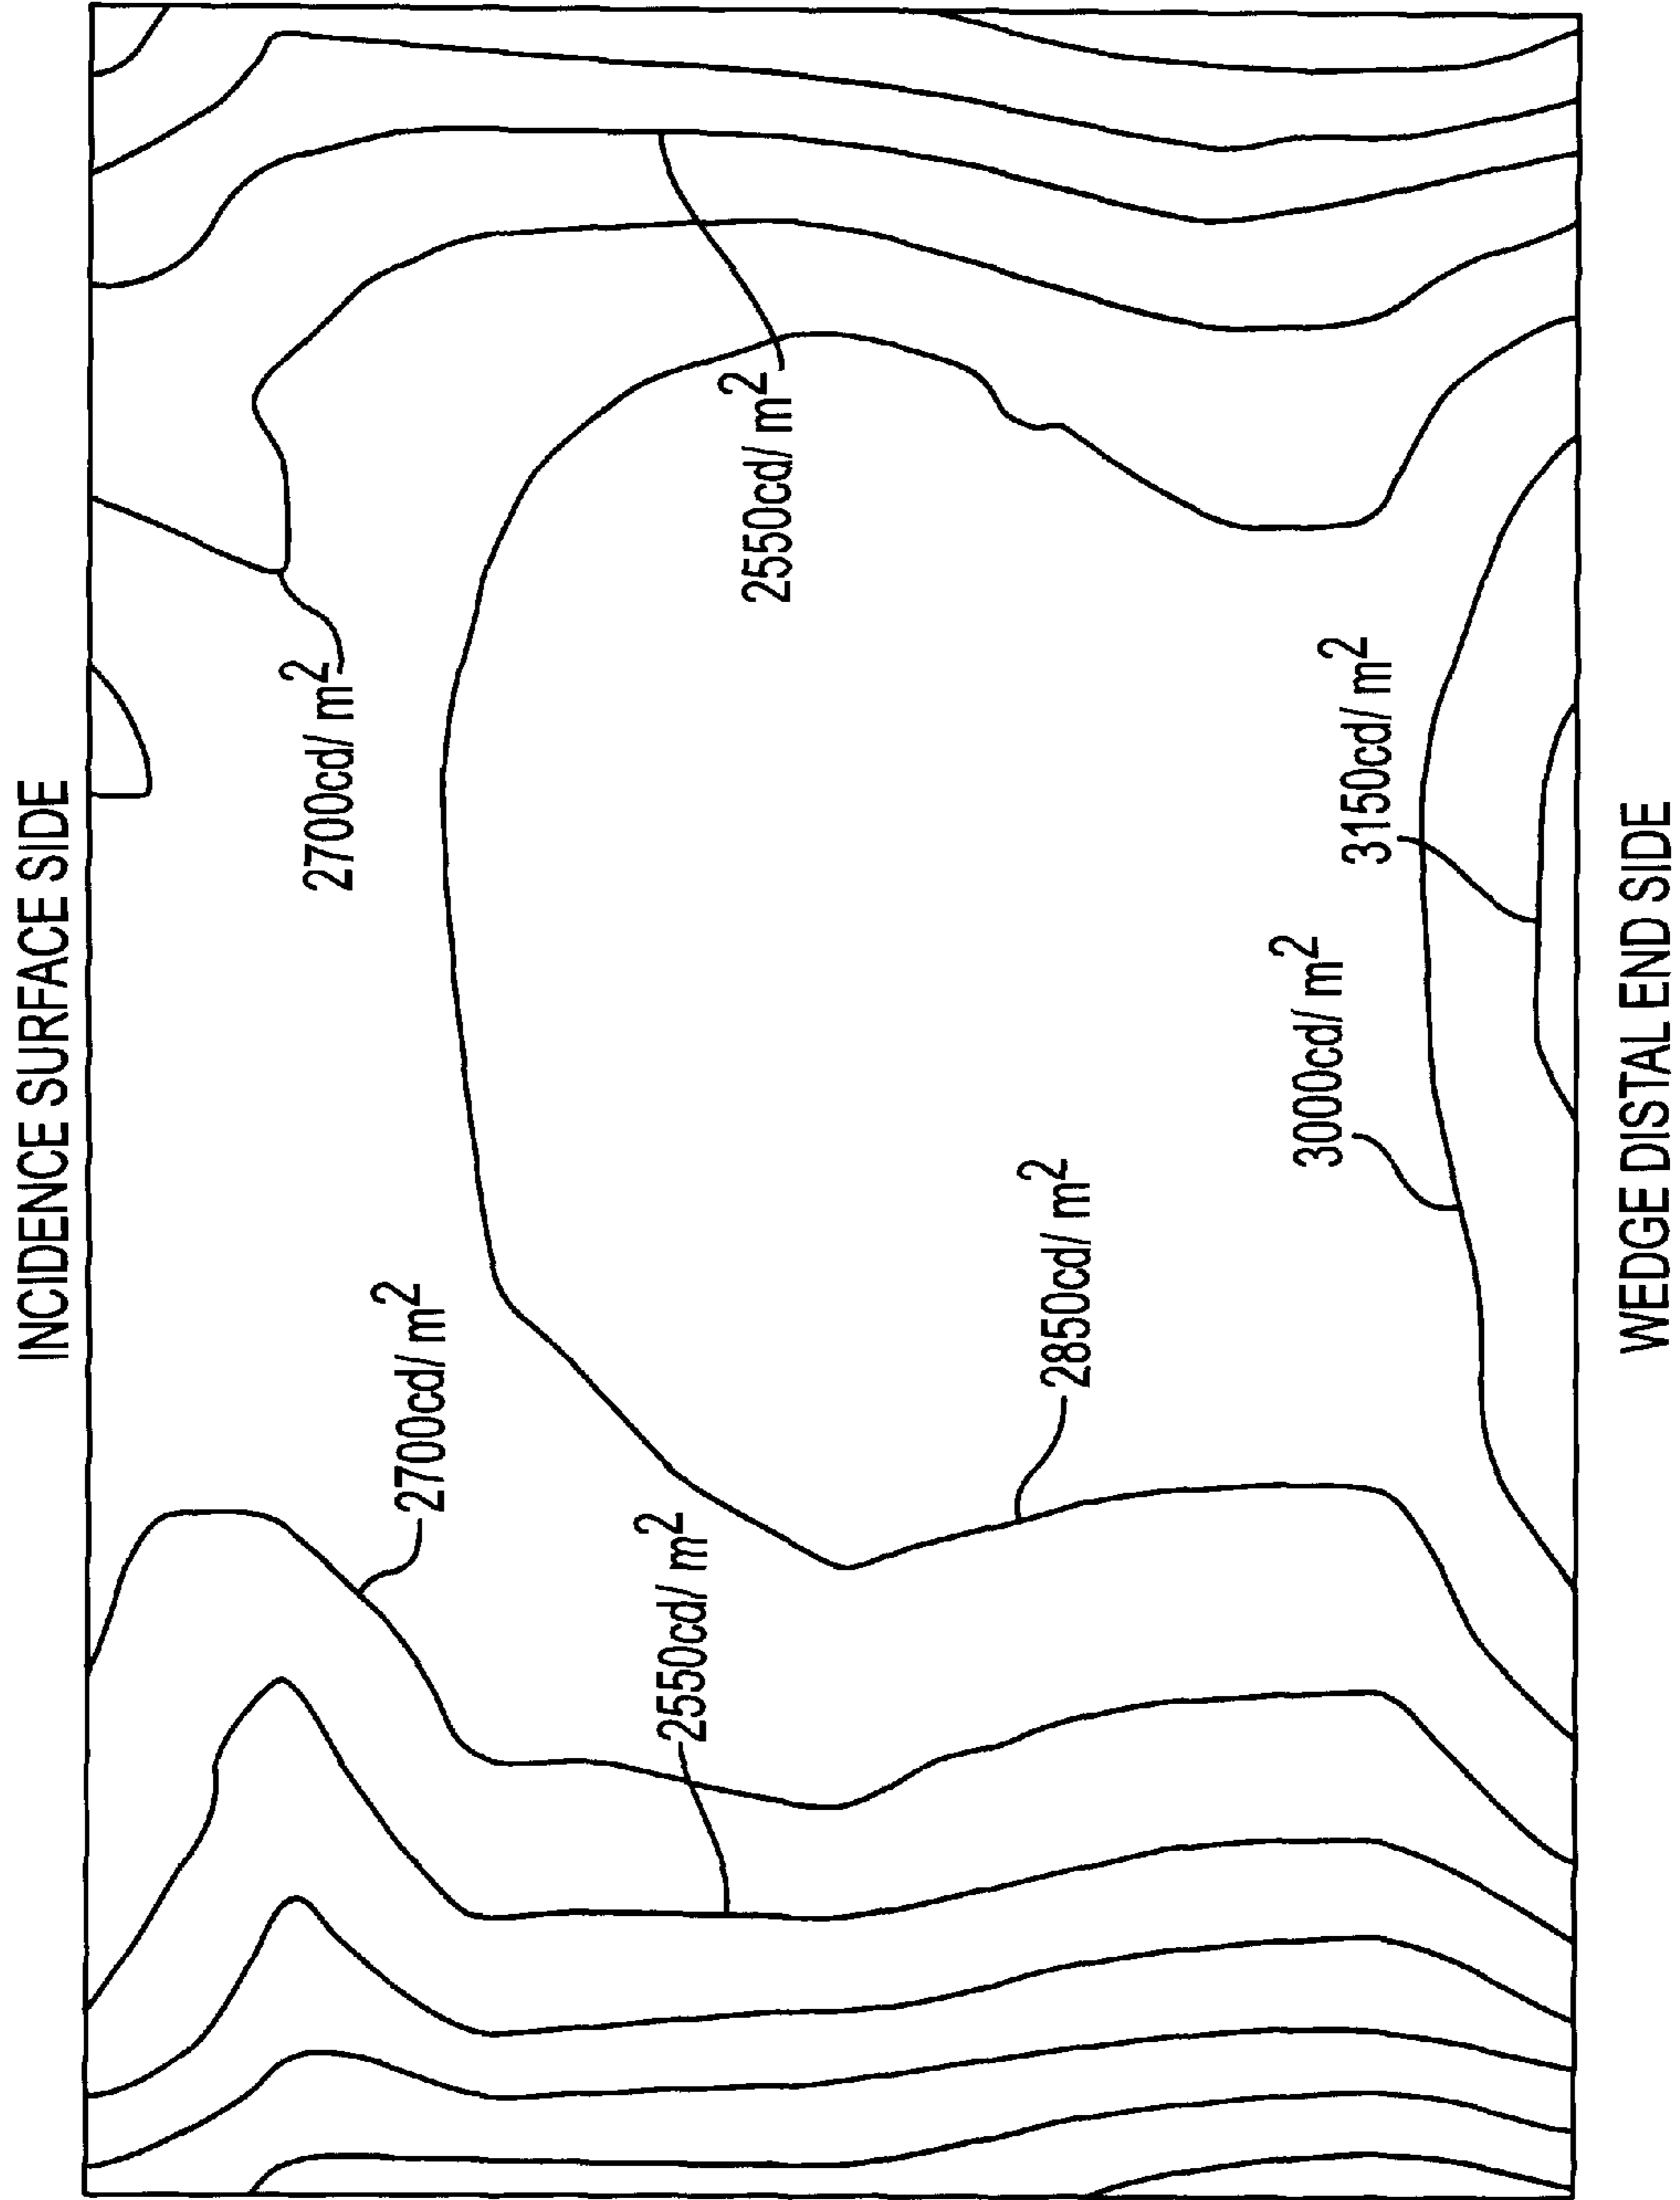 INCIDENCE SURFACE SIDE
2700cd/m²
2700cd/m²
2550cd/m²
2550cd/m²
2850cd/m²
3000cd/m²
3150cd/m²
WEDGE DISTAL END SIDE